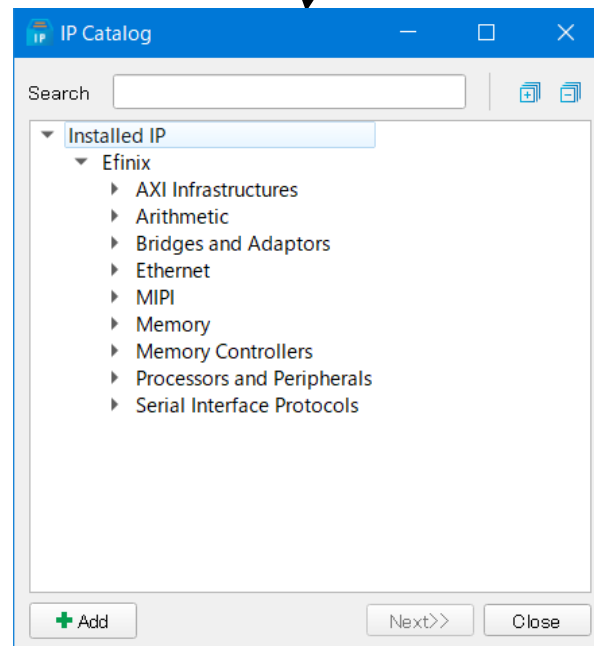 IP
IP Catalog
Search
Installed IP
Efinix
AXI Infrastructures
Arithmetic
Bridges and Adaptors
Ethernet
MIPI
Memory
Memory Controllers
Processors and Peripherals
Serial Interface Protocols
Add
Next>>
Close